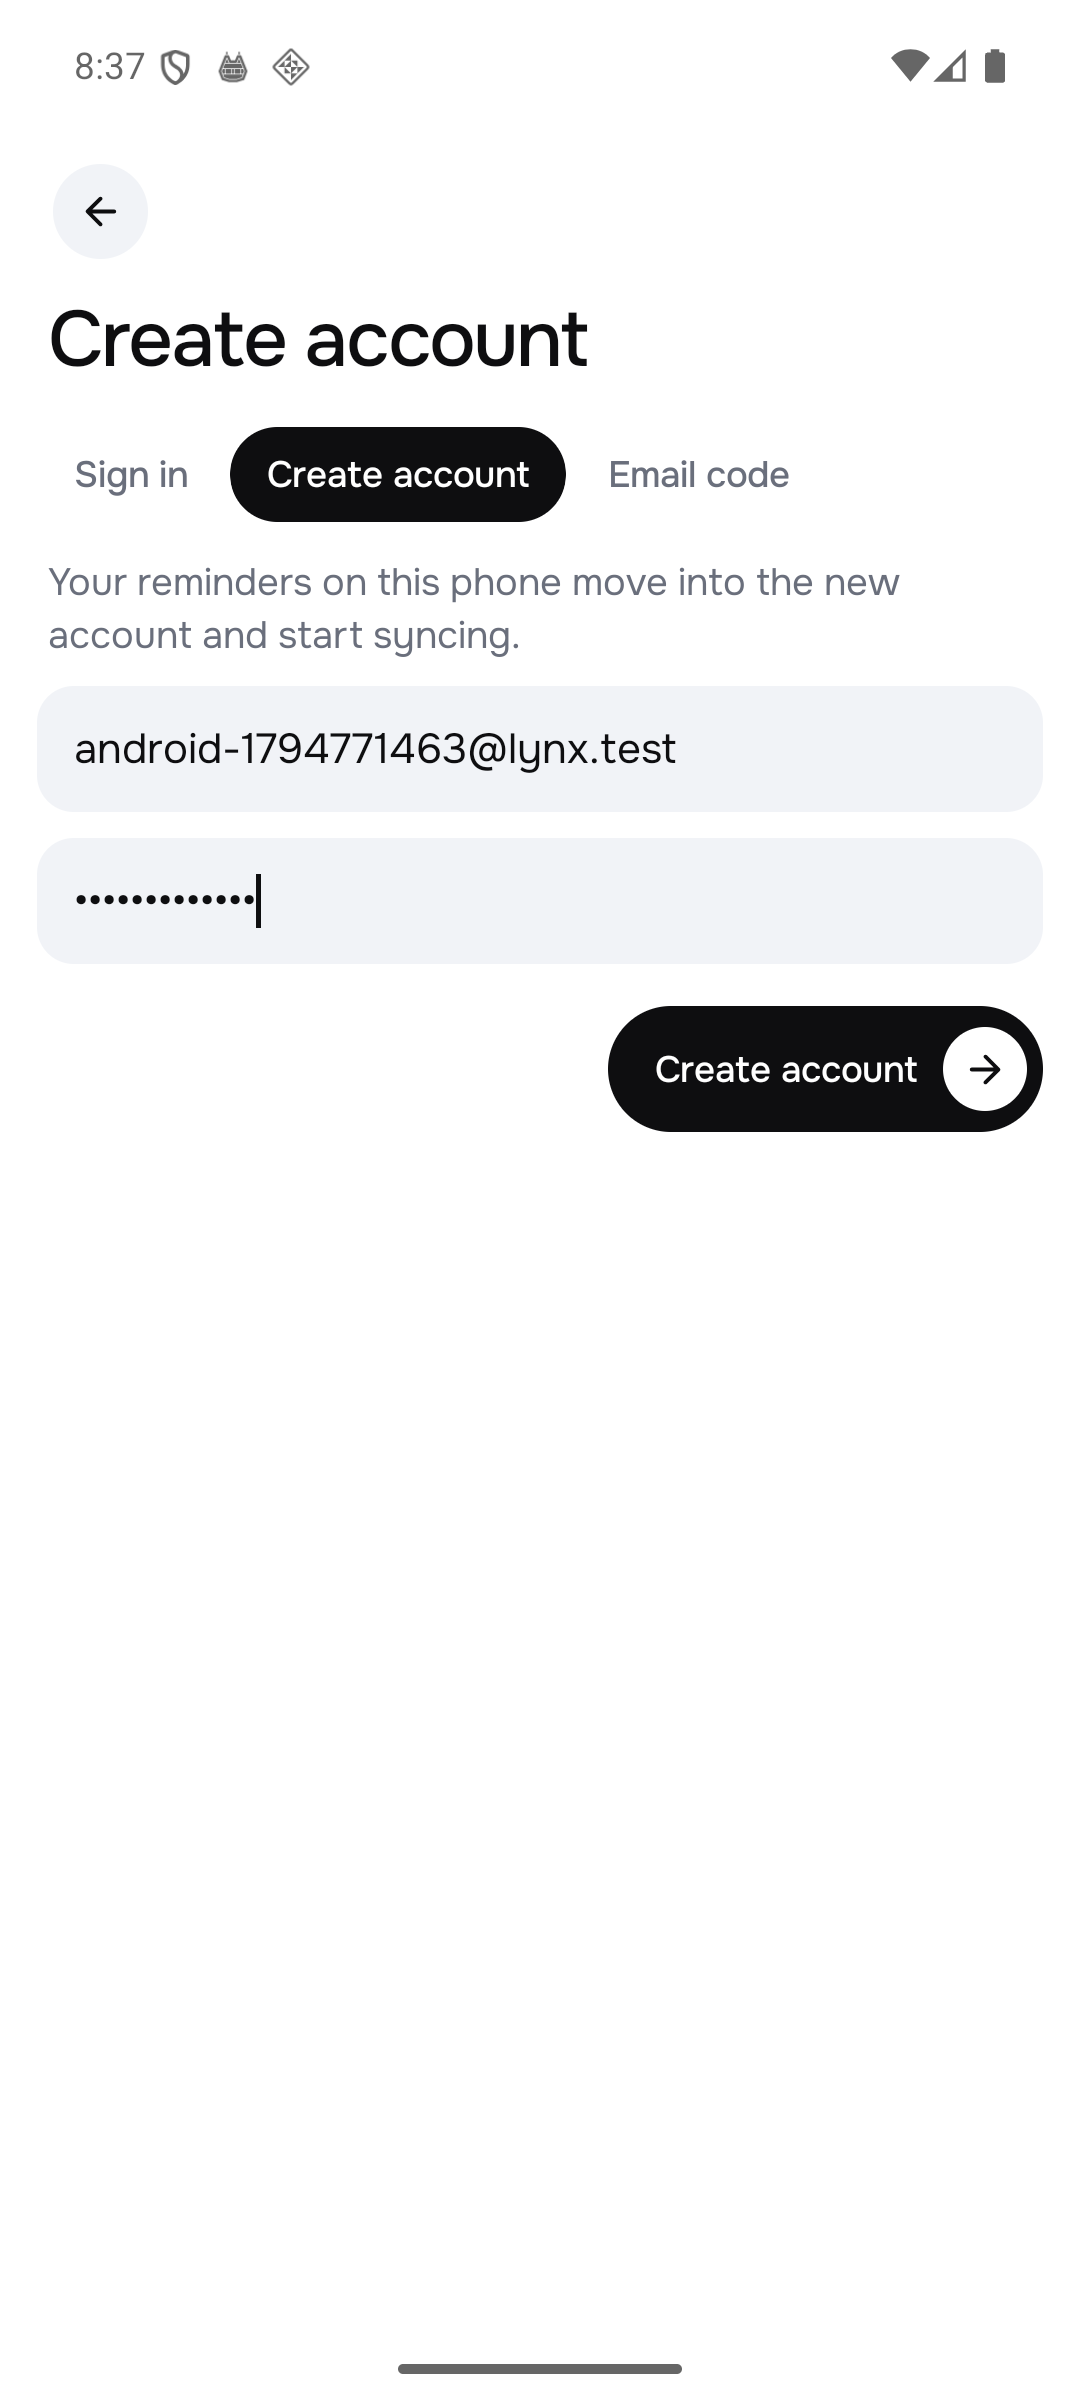 8:37
Create account
Sign in Create account Email code
Your reminders on this phone move into the new
account and start syncing.
android-1794771463@lynx.test
•••••••••••••
Create account